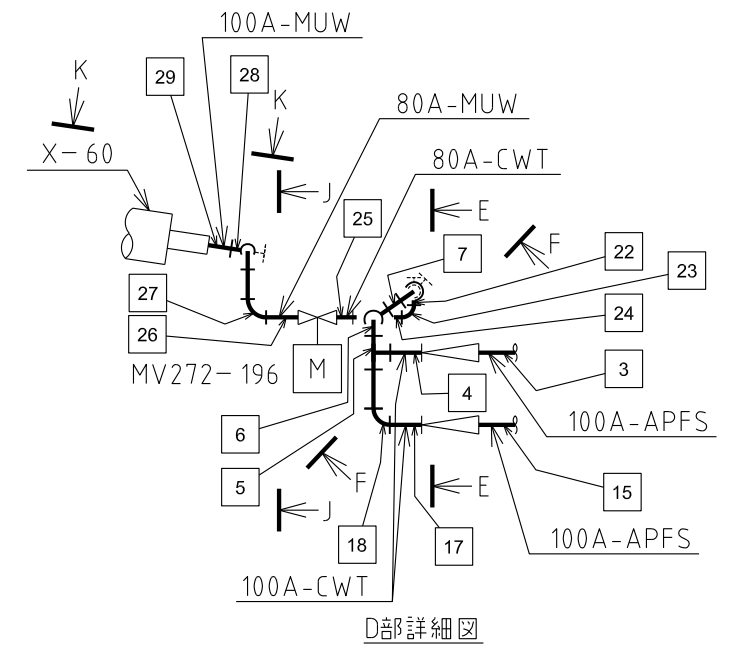 100A-MUW
K
29
28
K
80A-MUW
X-60
80A-CWT
J
25
E
F
7
22
23
27
24
26
MV272-196
M
3
4
100A-APFS
6
5
F
E
15
J
18
17
100A-APFS
100A-CWT
D部詳細図